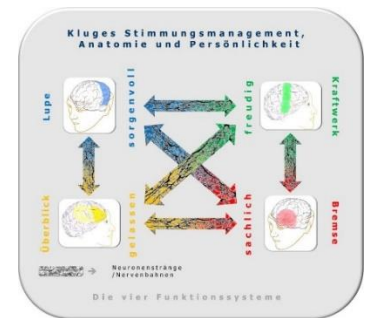 Kluges Stimmungsmanagement,
Anatomie und Persönlichkeit
Lupe
sorgenvoll
freudig
Kraftwerk
Überblick
gelassen
sachlich
Bremse
Neuronenstränge
/Nervenbahnen
Die vier Funktionssysteme